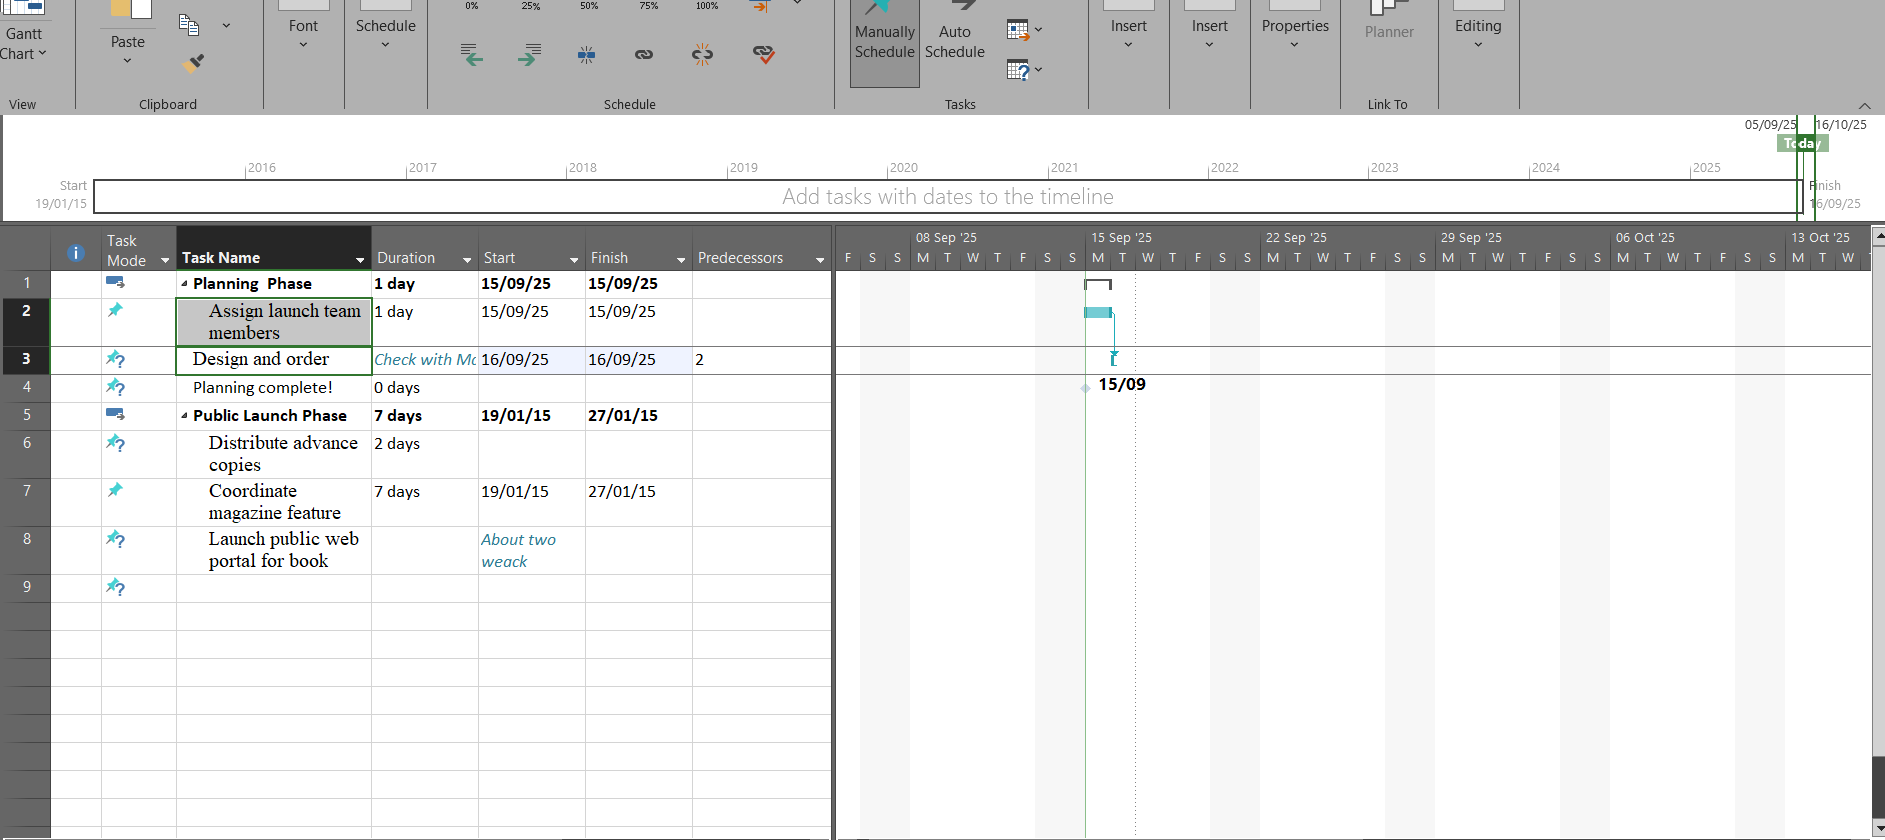 0% 25% 50% 75% 100%
Gantt
Chart
Paste
Font
Schedule
Manually
Schedule
Auto
Schedule
Insert
Insert
Properties
Planner
Editing
View
Clipboard
Schedule
Tasks
Link To
05/09/25 16/10/25
Today
2016 2017 2018 2019 2020 2021 2022 2023 2024 2025
Start
19/01/15
Add tasks with dates to the timeline
Finish
16/09/25
Task
Mode
Task Name
Duration
Start
Finish
Predecessors
08 Sep '25 15 Sep '25 22 Sep '25 29 Sep '25 06 Oct '25 13 Oct '25
F S S M T W T F S S M T W T F S S M T W T F S S M T W T F S S M T W T F S S M T W
1 Planning Phase 1 day 15/09/25 15/09/25
2 Assign launch team 1 day 15/09/25 15/09/25
members
3 Design and order Check with Mc 16/09/25 16/09/25 2
4 Planning complete! 0 days
15/09
5 Public Launch Phase 7 days 19/01/15 27/01/15
6 Distribute advance 2 days
copies
7 Coordinate 7 days 19/01/15 27/01/15
magazine feature
8 Launch public web About two
portal for book weack
9